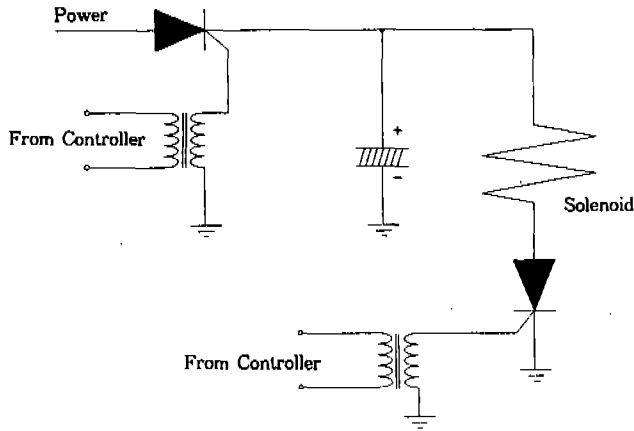 Power
From Controller
+
-
Solenoid
From Controller